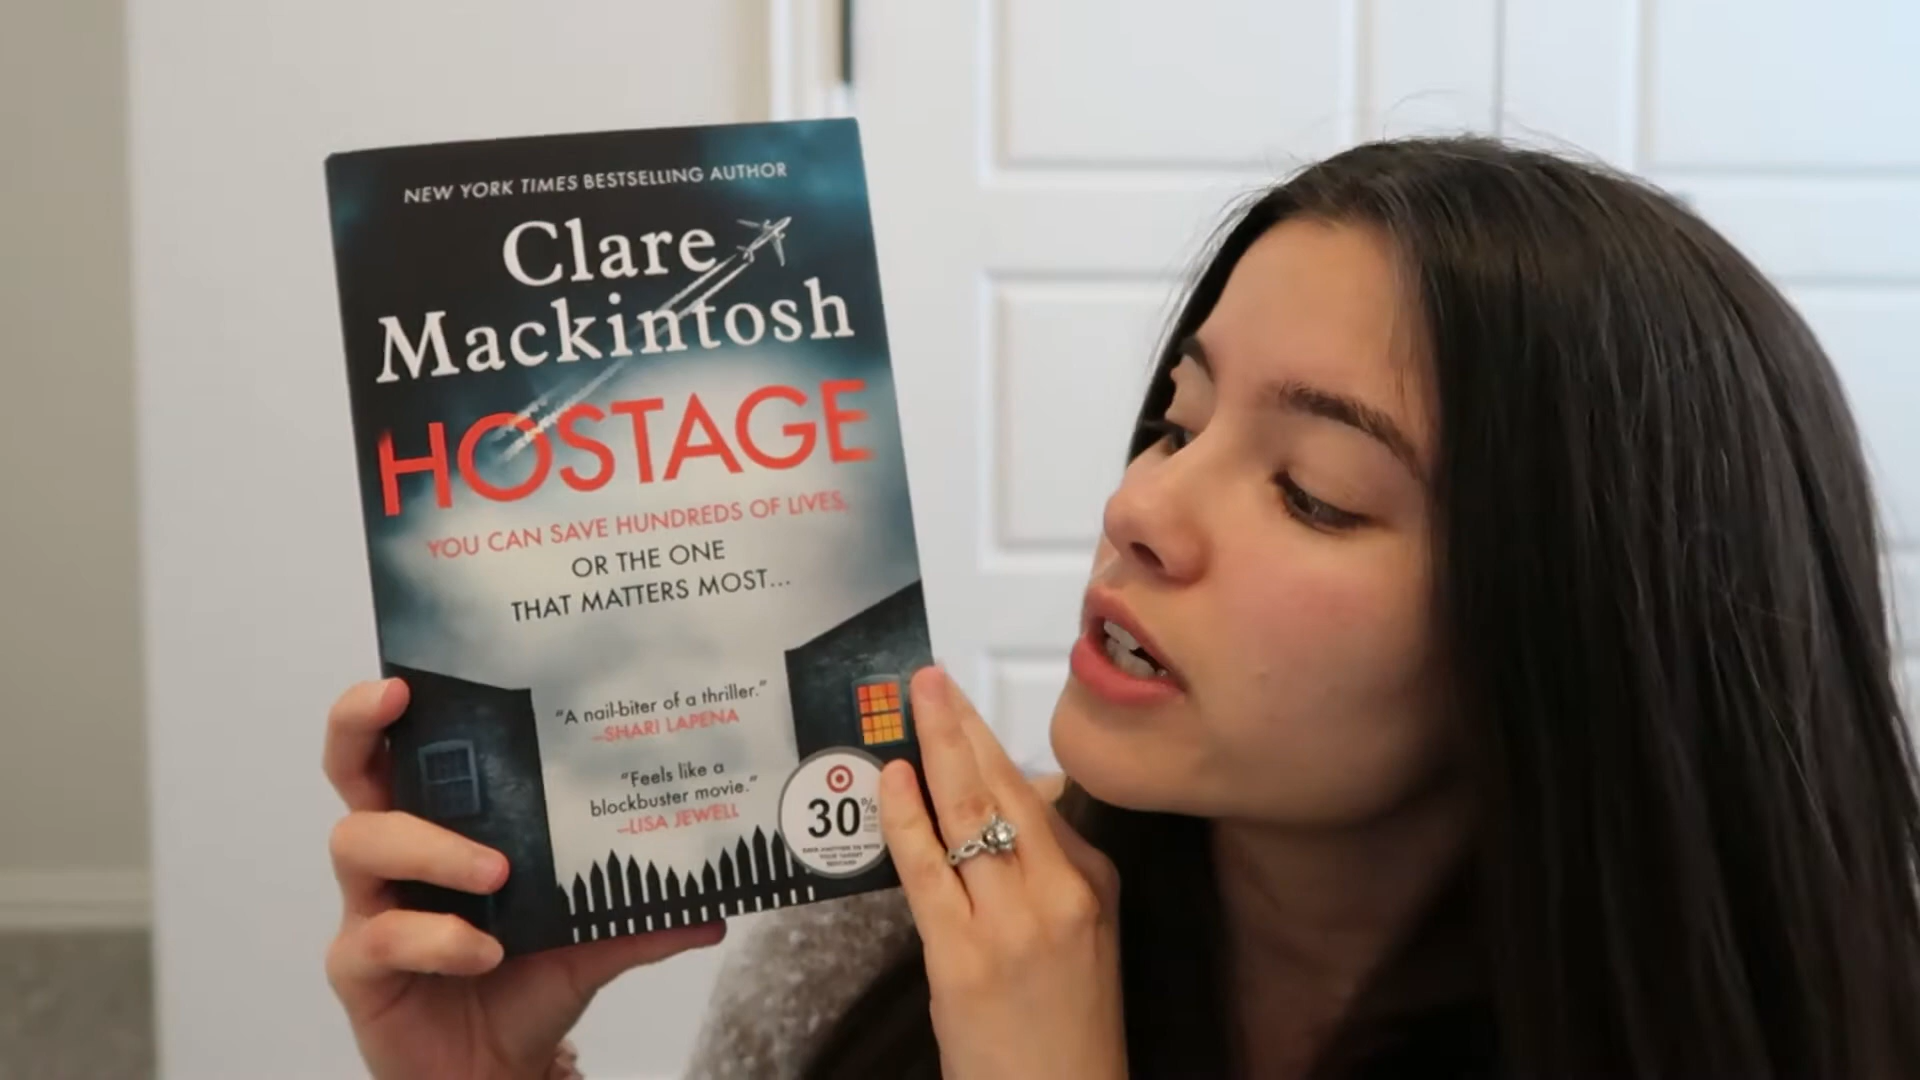 NEW YORK TIMES BESTSELLING AUTHOR
Clare
Mackintosh
HOSTAGE
YOU CAN SAVE HUNDREDS OF LIVES.
OR THE ONE
THAT MATTERS MOST...
"A nail-biter of a thriller."
—SHARI LAPENA
"Feels like a
blockbuster movie."
—LISA JEWELL
30%